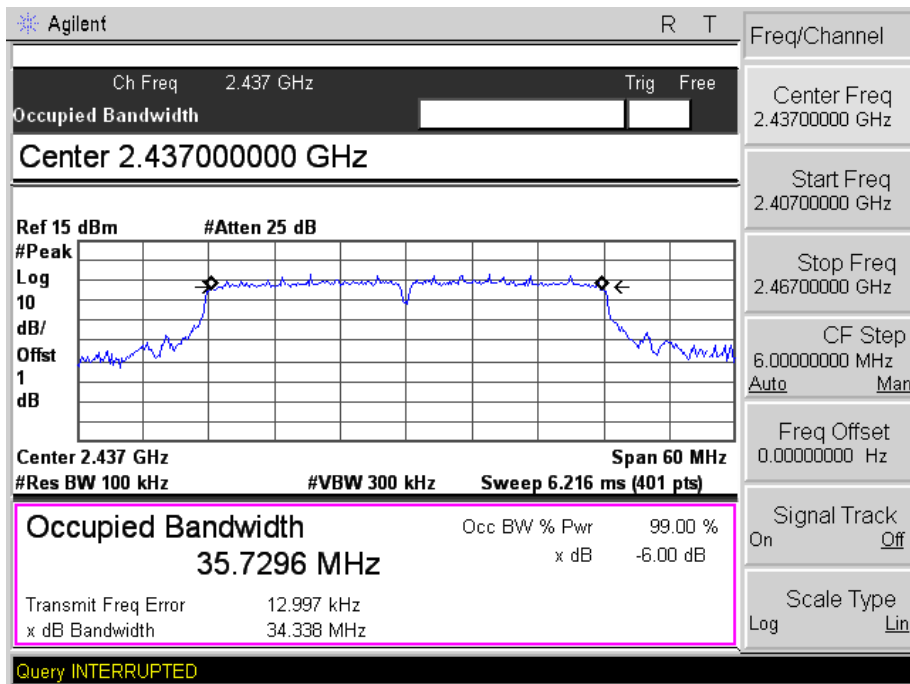 Agilent R T
Freq/Channel
Ch Freq 2.437 GHz Trig Free
Occupied Bandwidth
Center 2.437000000 GHz
Center Freq
2.43700000 GHz
Start Freq
2.40700000 GHz
Stop Freq
2.46700000 GHz
CF Step
6.00000000 MHz
Auto Man
Freq Offset
0.00000000 Hz
Signal Track
On Off
Scale Type
Log Lin
Ref 15 dBm #Atten 25 dB
#Peak
Log
10
dB/
Offst
1
dB
Center 2.437 GHz Span 60 MHz
#Res BW 100 kHz #VBW 300 kHz Sweep 6.216 ms (401 pts)
Occupied Bandwidth Occ BW % Pwr 99.00 %
35.7296 MHz x dB -6.00 dB
Transmit Freq Error 12.997 kHz
x dB Bandwidth 34.338 MHz
Query INTERRUPTED